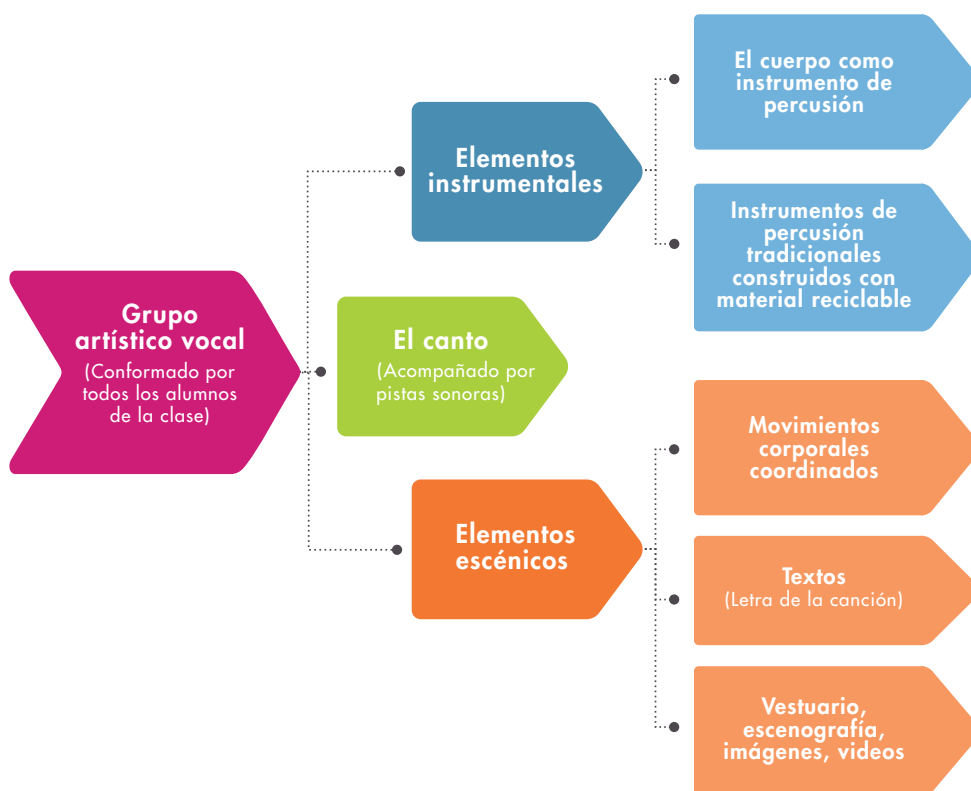 Grupo
artístico vocal
(Conformado por
todos los alumnos
de la clase)
Elementos
instrumentales
El cuerpo como
instrumento de
percusión
Instrumentos de
percusión
tradicionales
construidos con
material reciclable
El canto
(Acompañado por
pistas sonoras)
Elementos
escénicos
Movimientos
corporales
coordinados
Textos
(Letra de la canción)
Vestuario,
escenografía,
imágenes, videos